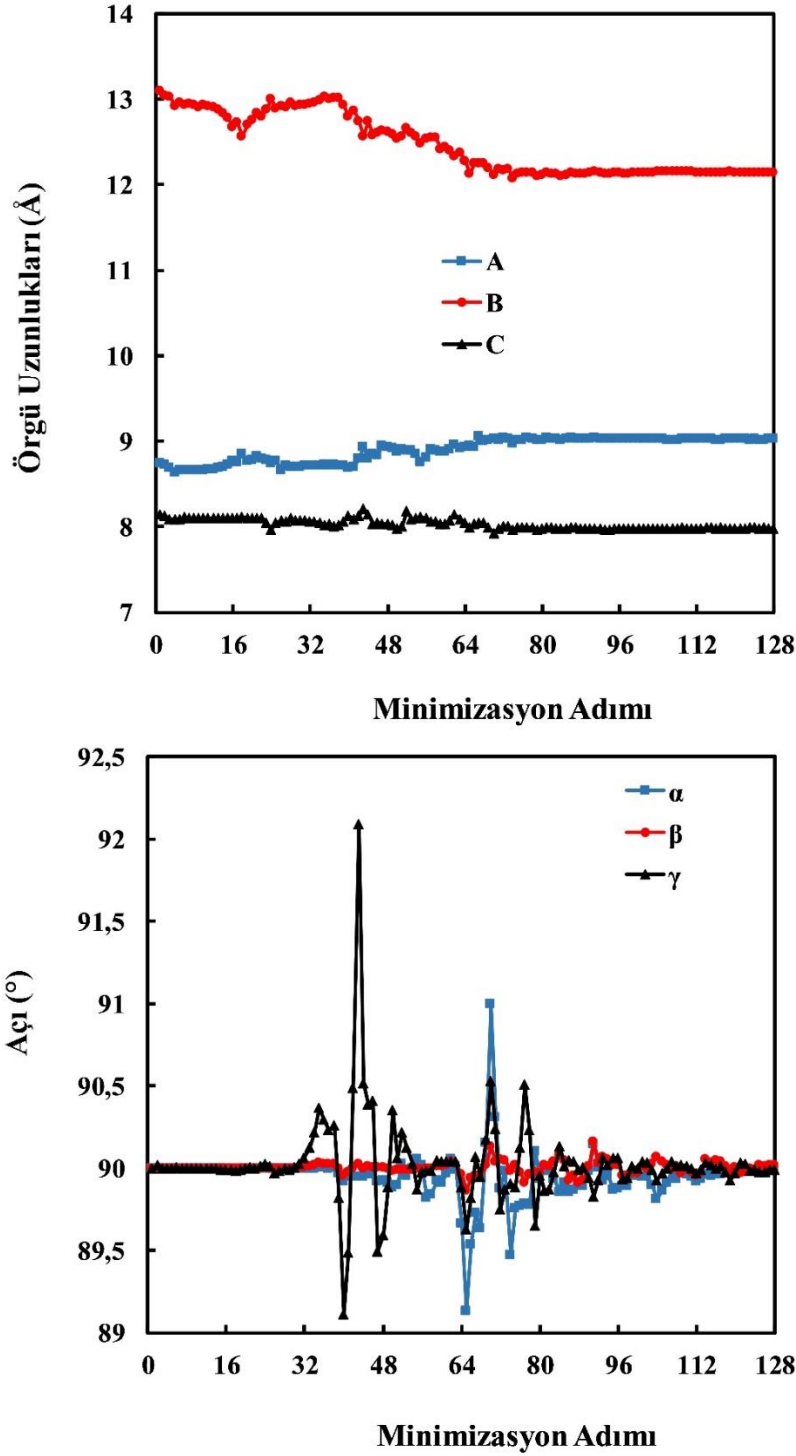 14
13
12
11
10
9
8
7
Örgü Uzunlukları (Å)
A
B
C
0 16 32 48 64 80 96 112 128
Minimizasyon Adımı
92,5
92
91,5
91
90,5
90
89,5
89
Açı (°)
α
β
γ
0 16 32 48 64 80 96 112 128
Minimizasyon Adımı